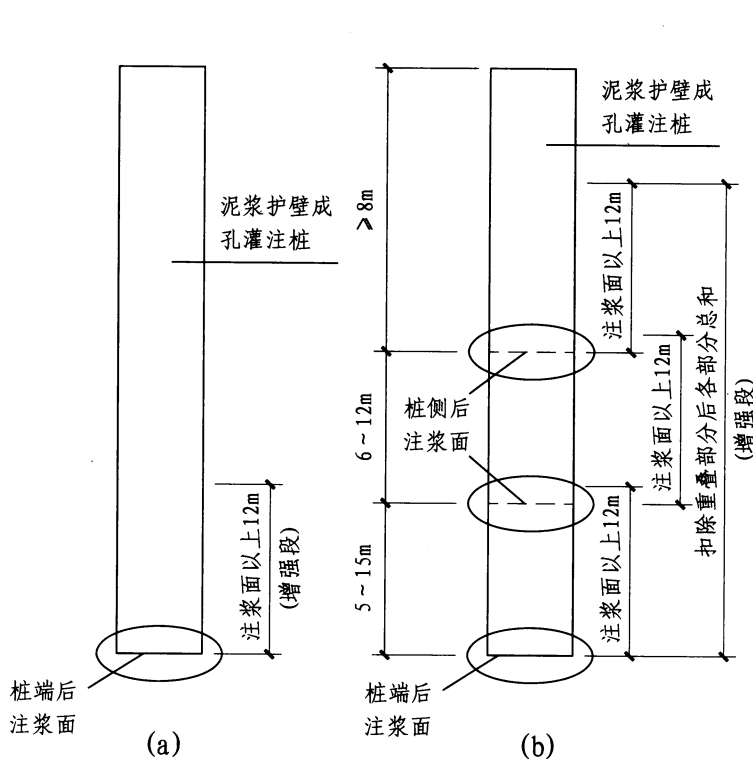 泥浆护壁成
孔灌注桩
注浆面以上12m
(增强段)
桩端后
注浆面
(a)
泥浆护壁成
孔灌注桩
≥8m
6~12m
5~15m
桩侧后
注浆面
注浆面以上12m
注浆面以上12m
注浆面以上12m
扣除重叠部分后各部分总和
(增强段)
桩端后
注浆面
(b)